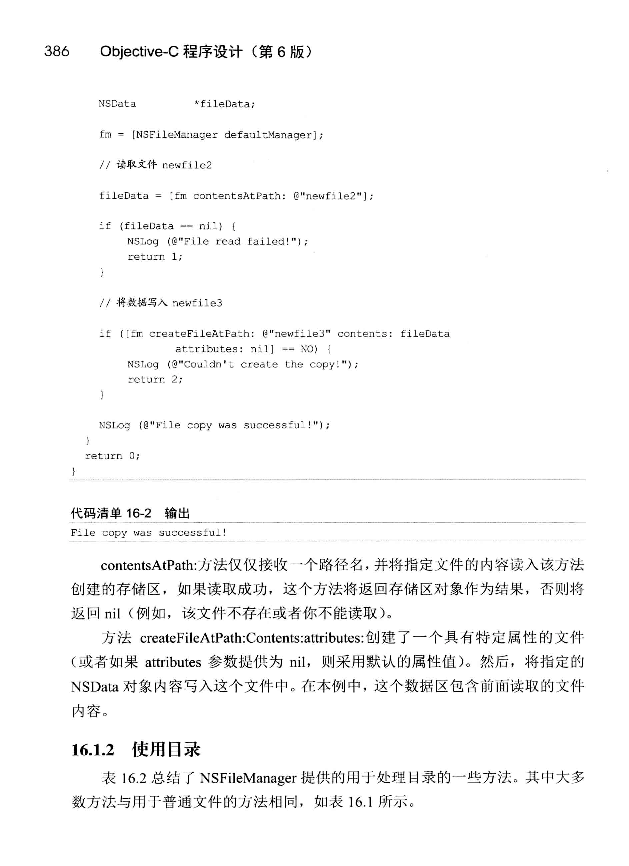 386 Objective-C 程序设计（第 6 版）
NSData *fileData;
fm = [NSFileManager defaultManager];
// 读取文件 newfile2
fileData = [fm contentsAtPath: @"newfile2"];
if (fileData == nil) {
NSLog (@"File read failed!");
return 1;
}
// 将数据写入 newfile3
if ([fm createFileAtPath: @"newfile3" contents: fileData
attributes: nil] == NO) {
NSLog (@"Couldn't create the copy!");
return 2;
}
NSLog (@"File copy was successful!");
}
return 0;
}
代码清单 16-2 输出
File copy was successful!
contentsAtPath:方法仅仅接收一个路径名，并将指定文件的内容读入该方法
创建的存储区，如果读取成功，这个方法将返回存储区对象作为结果，否则将
返回 nil（例如，该文件不存在或者你不能读取）。
方法 createFileAtPath:Contents:attributes:创建了一个具有特定属性的文件
（或者如果 attributes 参数提供为 nil，则采用默认的属性值）。然后，将指定的
NSData 对象内容写入这个文件中。在本例中，这个数据区包含前面读取的文件
内容。
16.1.2 使用目录
表 16.2 总结了 NSFileManager 提供的用于处理目录的一些方法。其中大多
数方法与用于普通文件的方法相同，如表 16.1 所示。